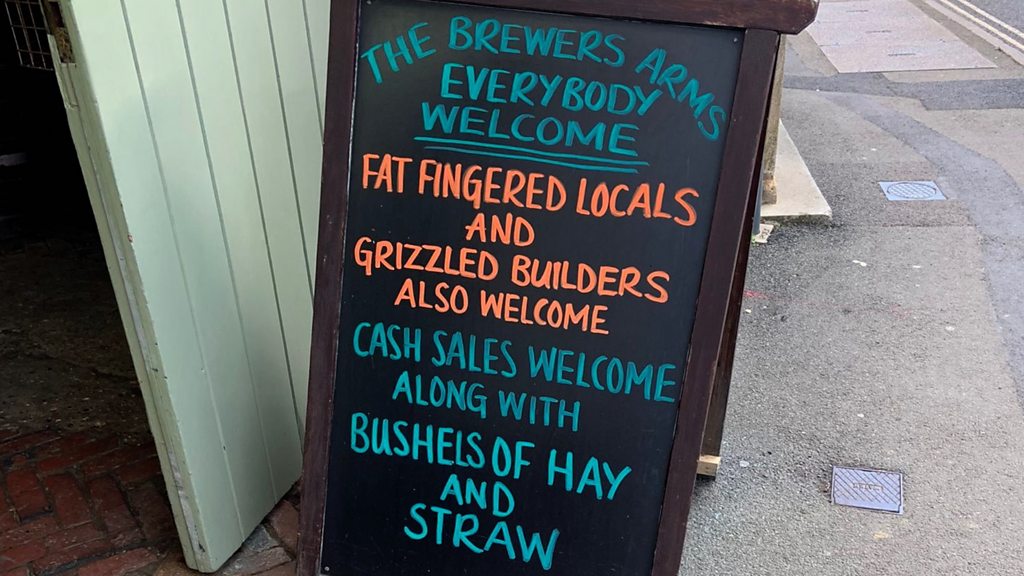 THE BREWERS ARMS
EVERYBODY
WELCOME
FAT FINGERED LOCALS
AND
GRIZZLED BUILDERS
ALSO WELCOME
CASH SALES WELCOME
ALONG WITH
BUSHELS OF HAY
AND
STRAW